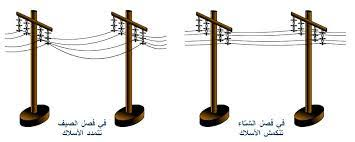 في فصل الشتاء
تنكمش الأسلاك
في فصل الصيف
تتمدد الأسلاك